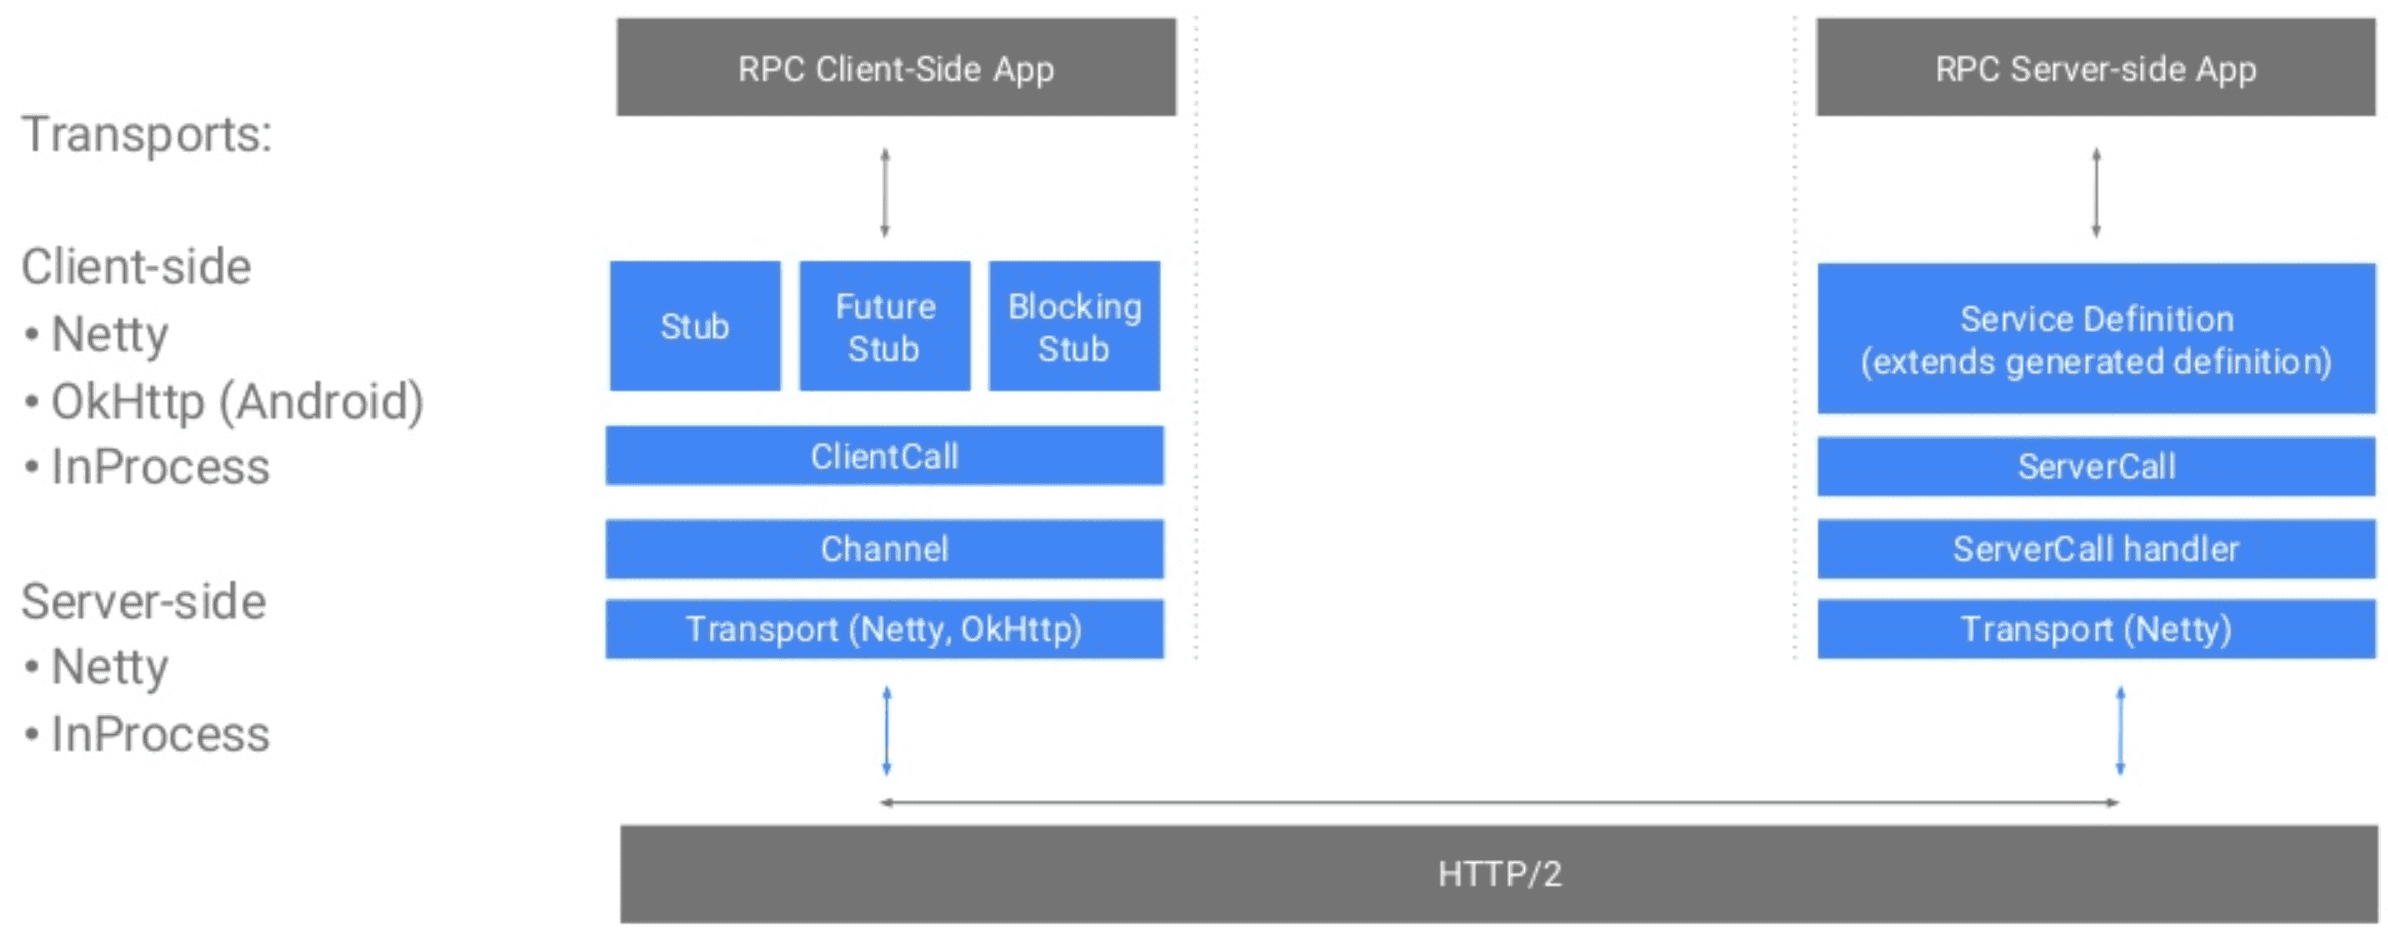 Transports:
Client-side
• Netty
• OkHttp (Android)
• InProcess
Server-side
• Netty
• InProcess
RPC Client-Side App
Stub
Future
Stub
Blocking
Stub
ClientCall
Channel
Transport (Netty, OkHttp)
RPC Server-side App
Service Definition
(extends generated definition)
ServerCall
ServerCall handler
Transport (Netty)
HTTP/2